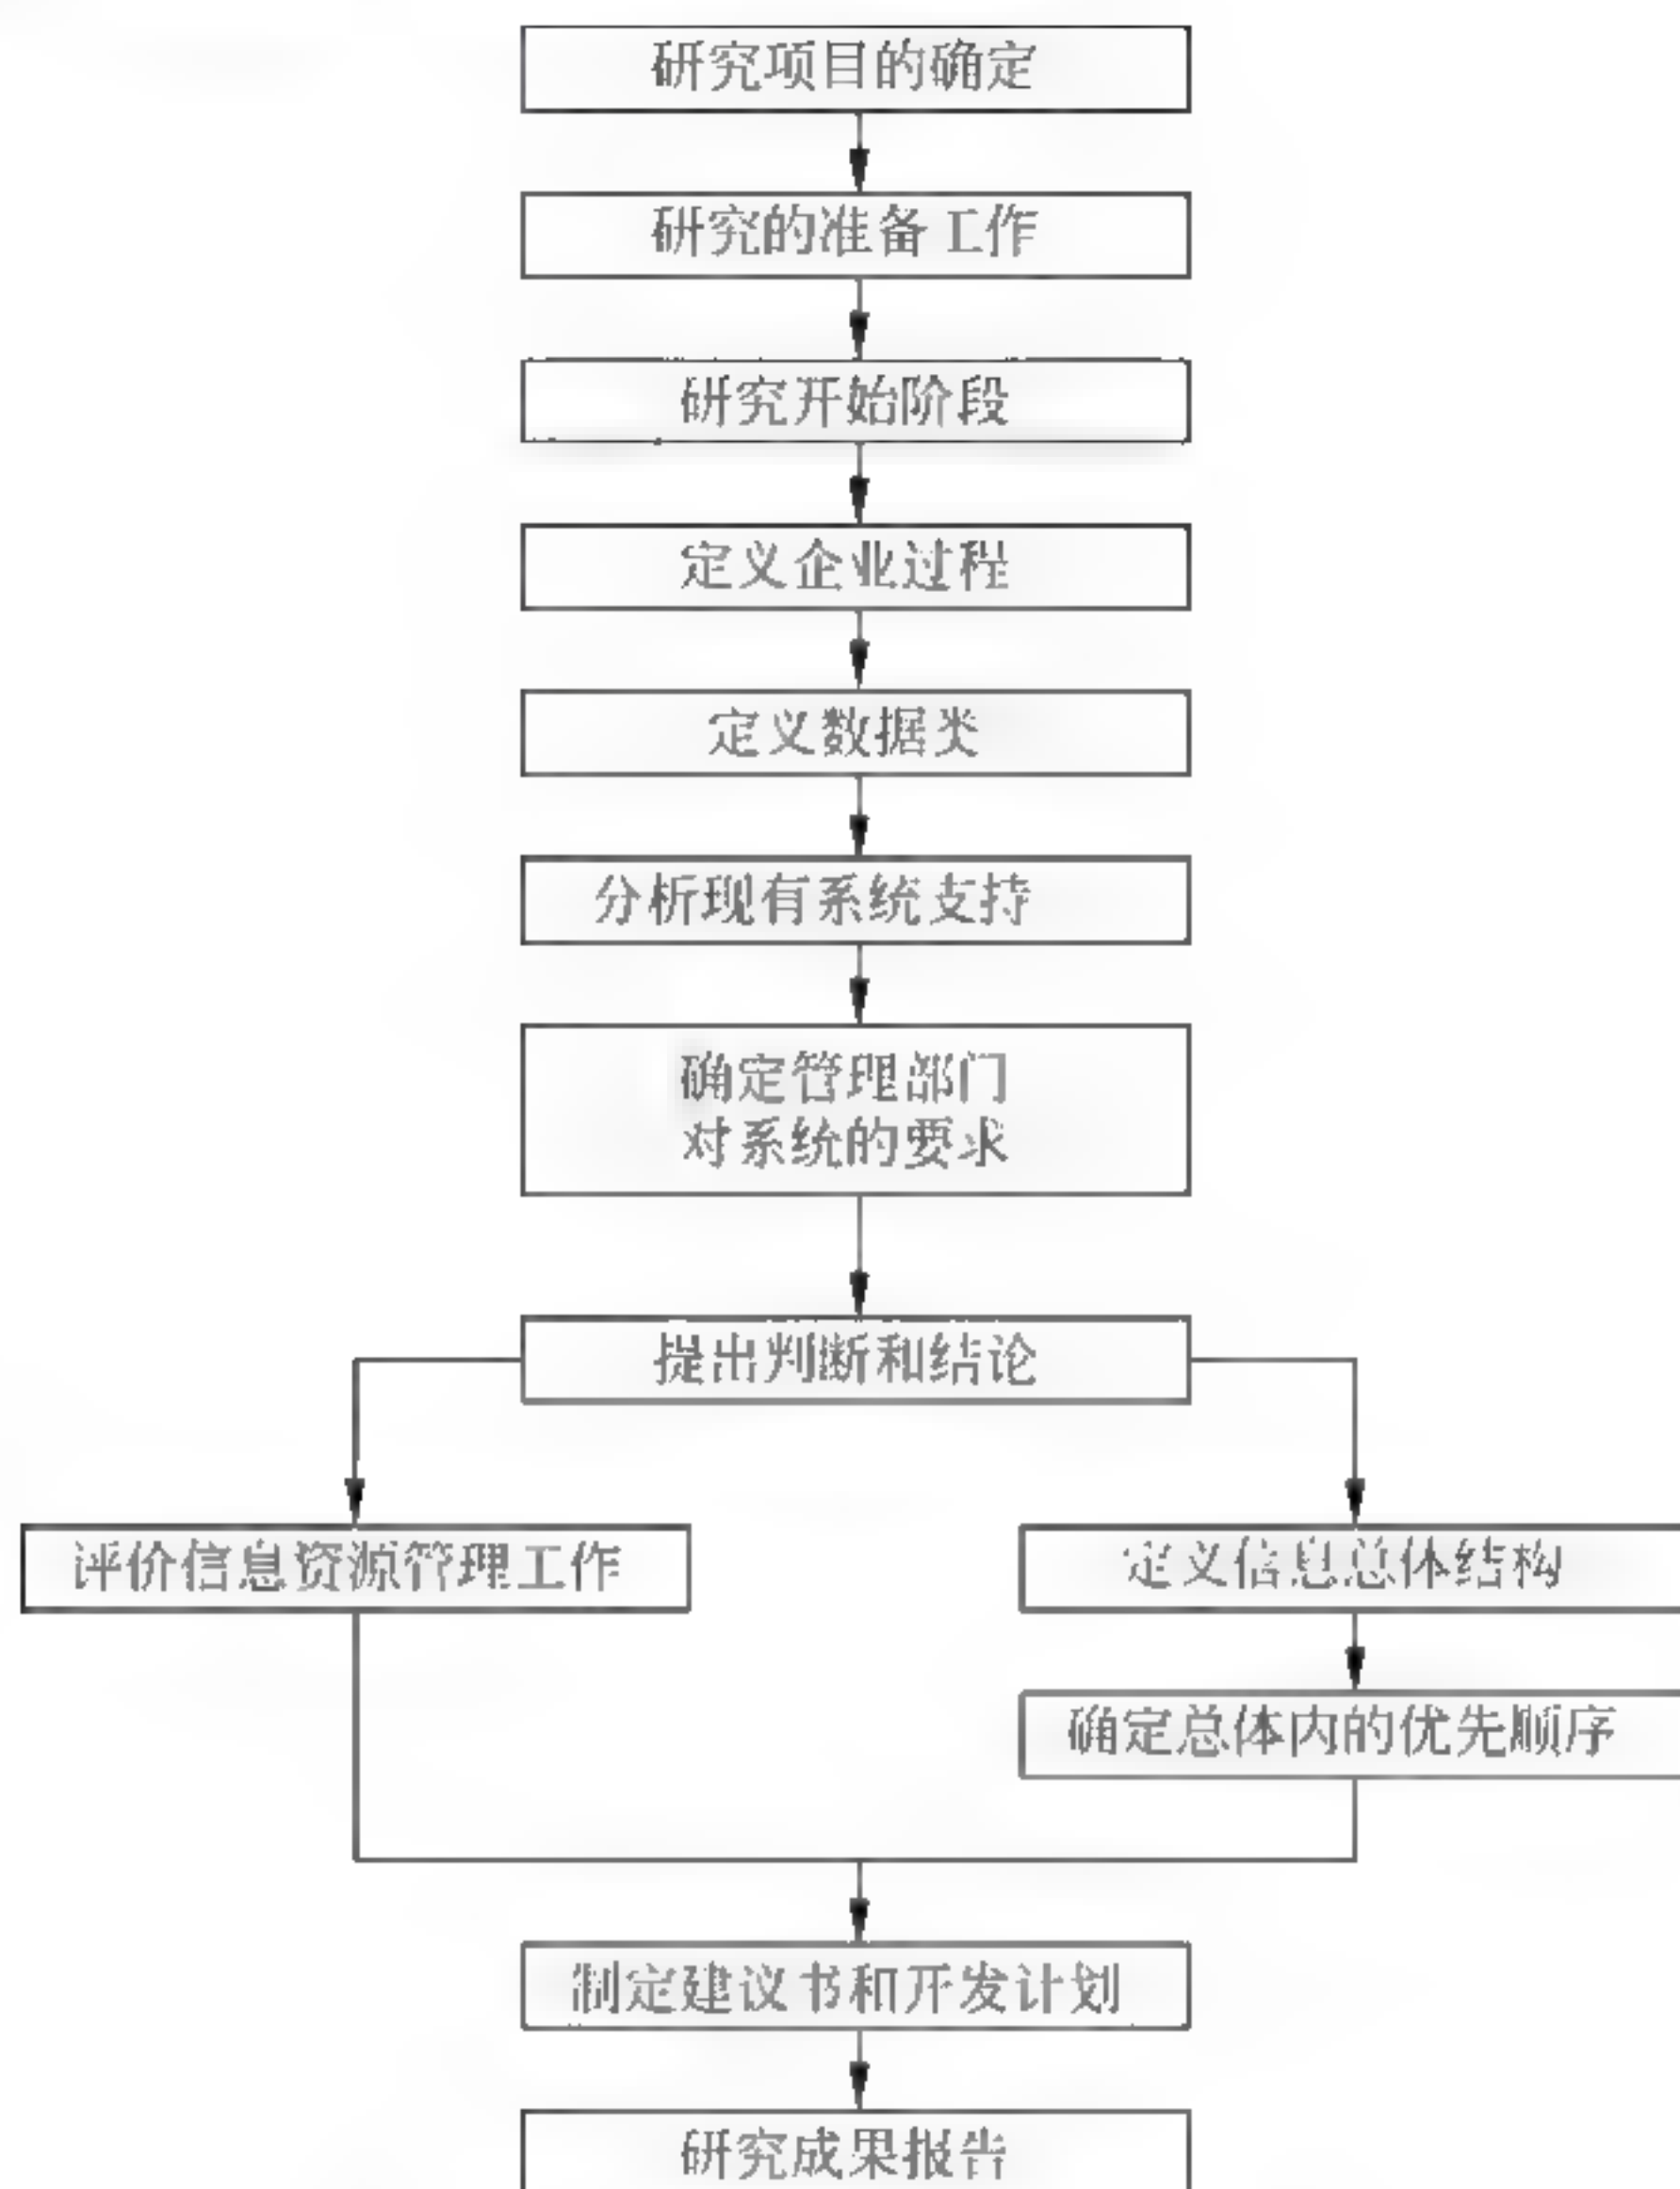 研究项目的确定
研究的准备工作
研究开始阶段
定义企业过程
定义数据类
分析现有系统支持
确定管理部门
对系统的要求
提出判断和结论
评价信息资源管理工作
定义信息总体结构
确定总体内的优先顺序
制定建议书和开发计划
研究成果报告